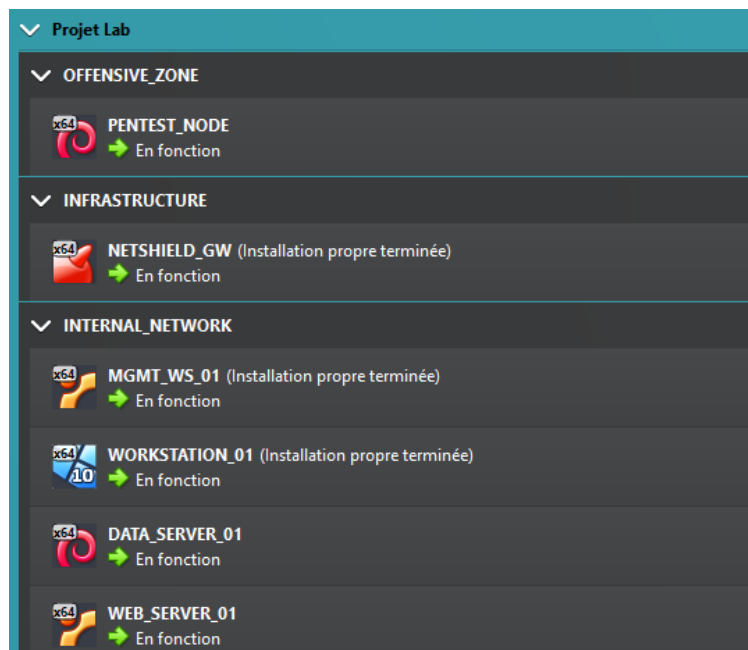 Projet Lab
OFFENSIVE_ZONE
x64
PENTEST_NODE
En fonction
INFRASTRUCTURE
x64
NETSHIELD_GW (Installation propre terminée)
En fonction
INTERNAL_NETWORK
x64
MGMT_WS_01 (Installation propre terminée)
En fonction
x64
10
WORKSTATION_01 (Installation propre terminée)
En fonction
x64
DATA_SERVER_01
En fonction
x64
WEB_SERVER_01
En fonction